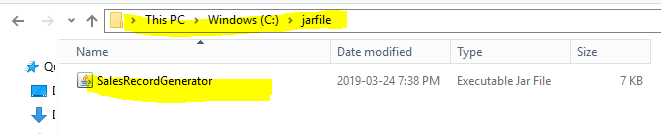 This PC > Windows (C:) > jarfile
Name Date modified Type Size
SalesRecordGenerator 2019-03-24 7:38 PM Executable Jar File 7 KB